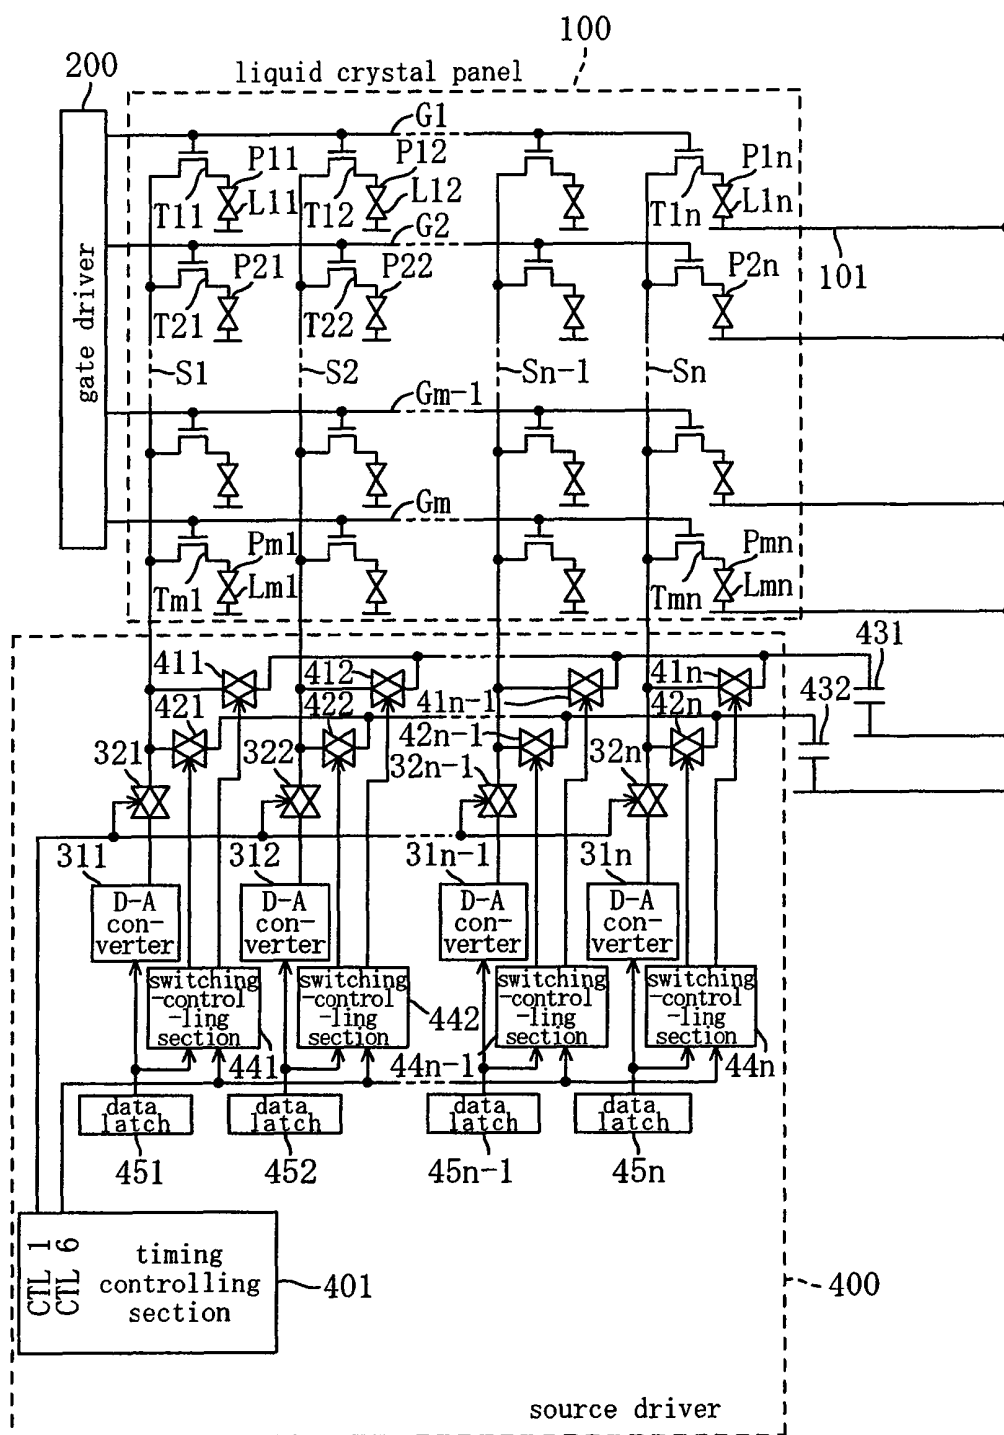 100
200
liquid crystal panel
G1
P11
P12
P1n
L11
L12
L1n
T11
T12
T1n
G2
101
P21
P22
P2n
T21
T22
gate driver
S1
S2
Sn-1
Sn
Gm-1
Gm
Pm1
Pmn
Lm1
Lmn
Tm1
Tmn
411
412
41n-1
41n
431
421
422
42n-1
42n
432
321
322
32n-1
32n
311
312
31n-1
31n
D-A
con-
verter
D-A
con-
verter
D-A
con-
verter
D-A
con-
verter
switching
-control
-ling
section
switching
-control
-ling
section
switching
-control
-ling
section
switching
-control
-ling
section
442
441
44n-1
44n
data
latch
data
latch
data
latch
data
latch
451
452
45n-1
45n
CTL 1
CTL 6
timing
controlling
section
401
400
source driver